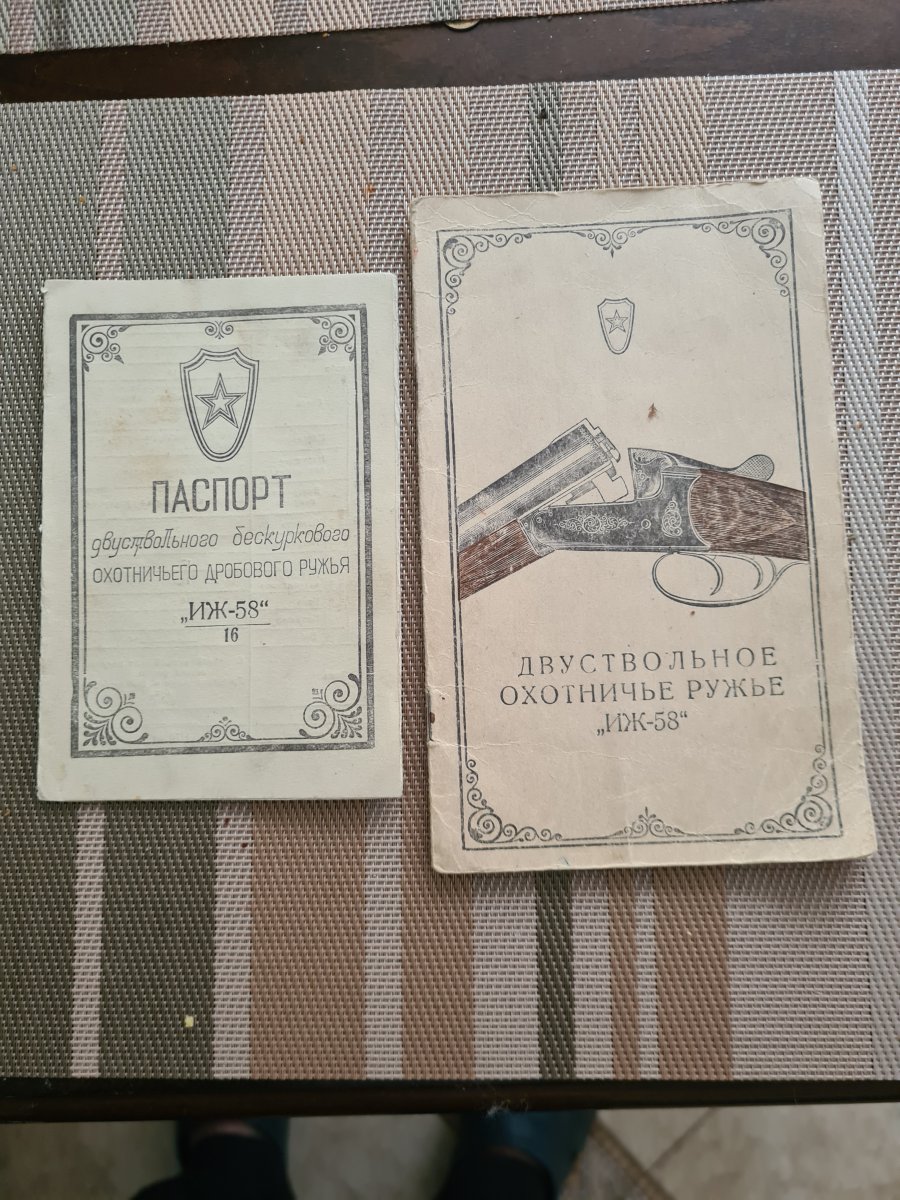 ПАСПОРТ
двуствольного бескуркового
ОХОТНИЧЬЕГО ДРОБОВОГО РУЖЬЯ
„ИЖ-58“
16
ДВУСТВОЛЬНОЕ
ОХОТНИЧЬЕ РУЖЬЕ
„ИЖ-58“